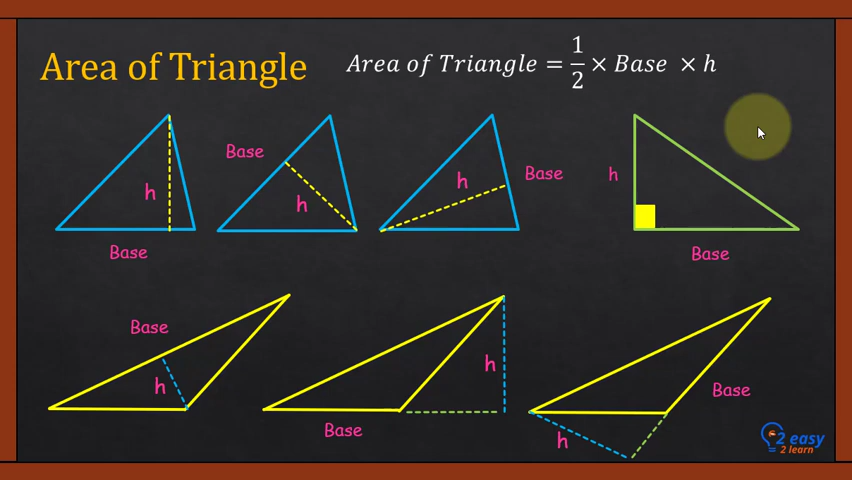 Area of Triangle
Area of Triangle = 1/2 × Base × h
h
Base
Base
h
h
Base
h
Base
Base
h
h
Base
Base
h
2 easy
2 learn